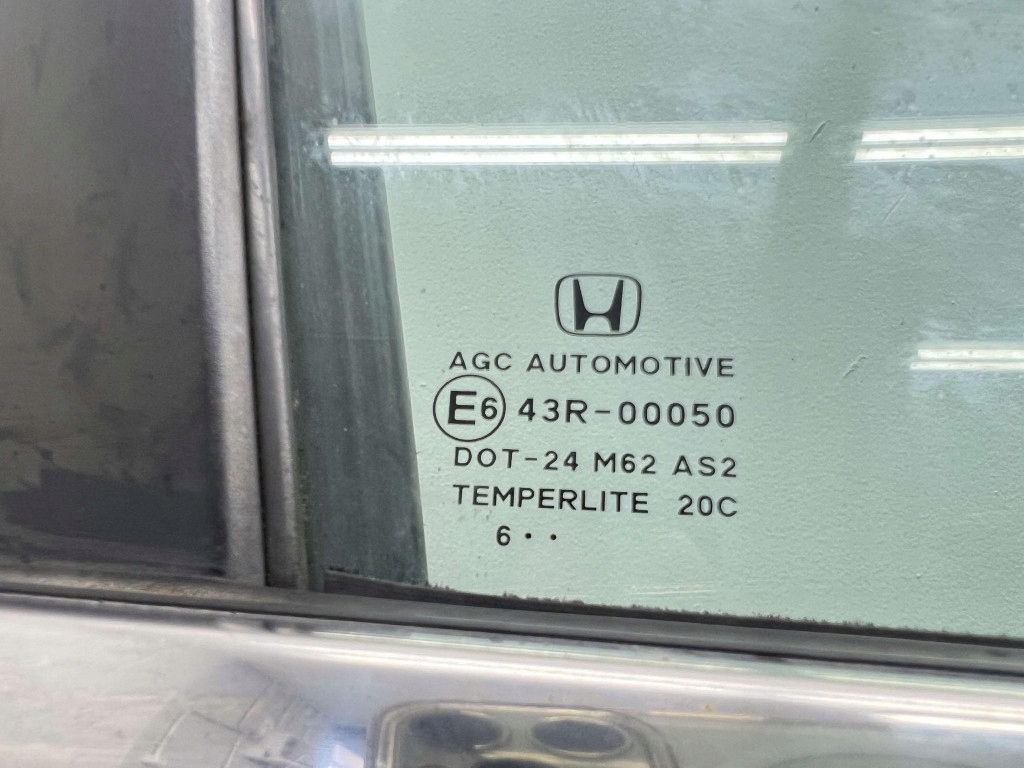 AGC AUTOMOTIVE
E6 43R-00050
DOT-24 M62 AS2
TEMPERLITE 20C
6 · ·